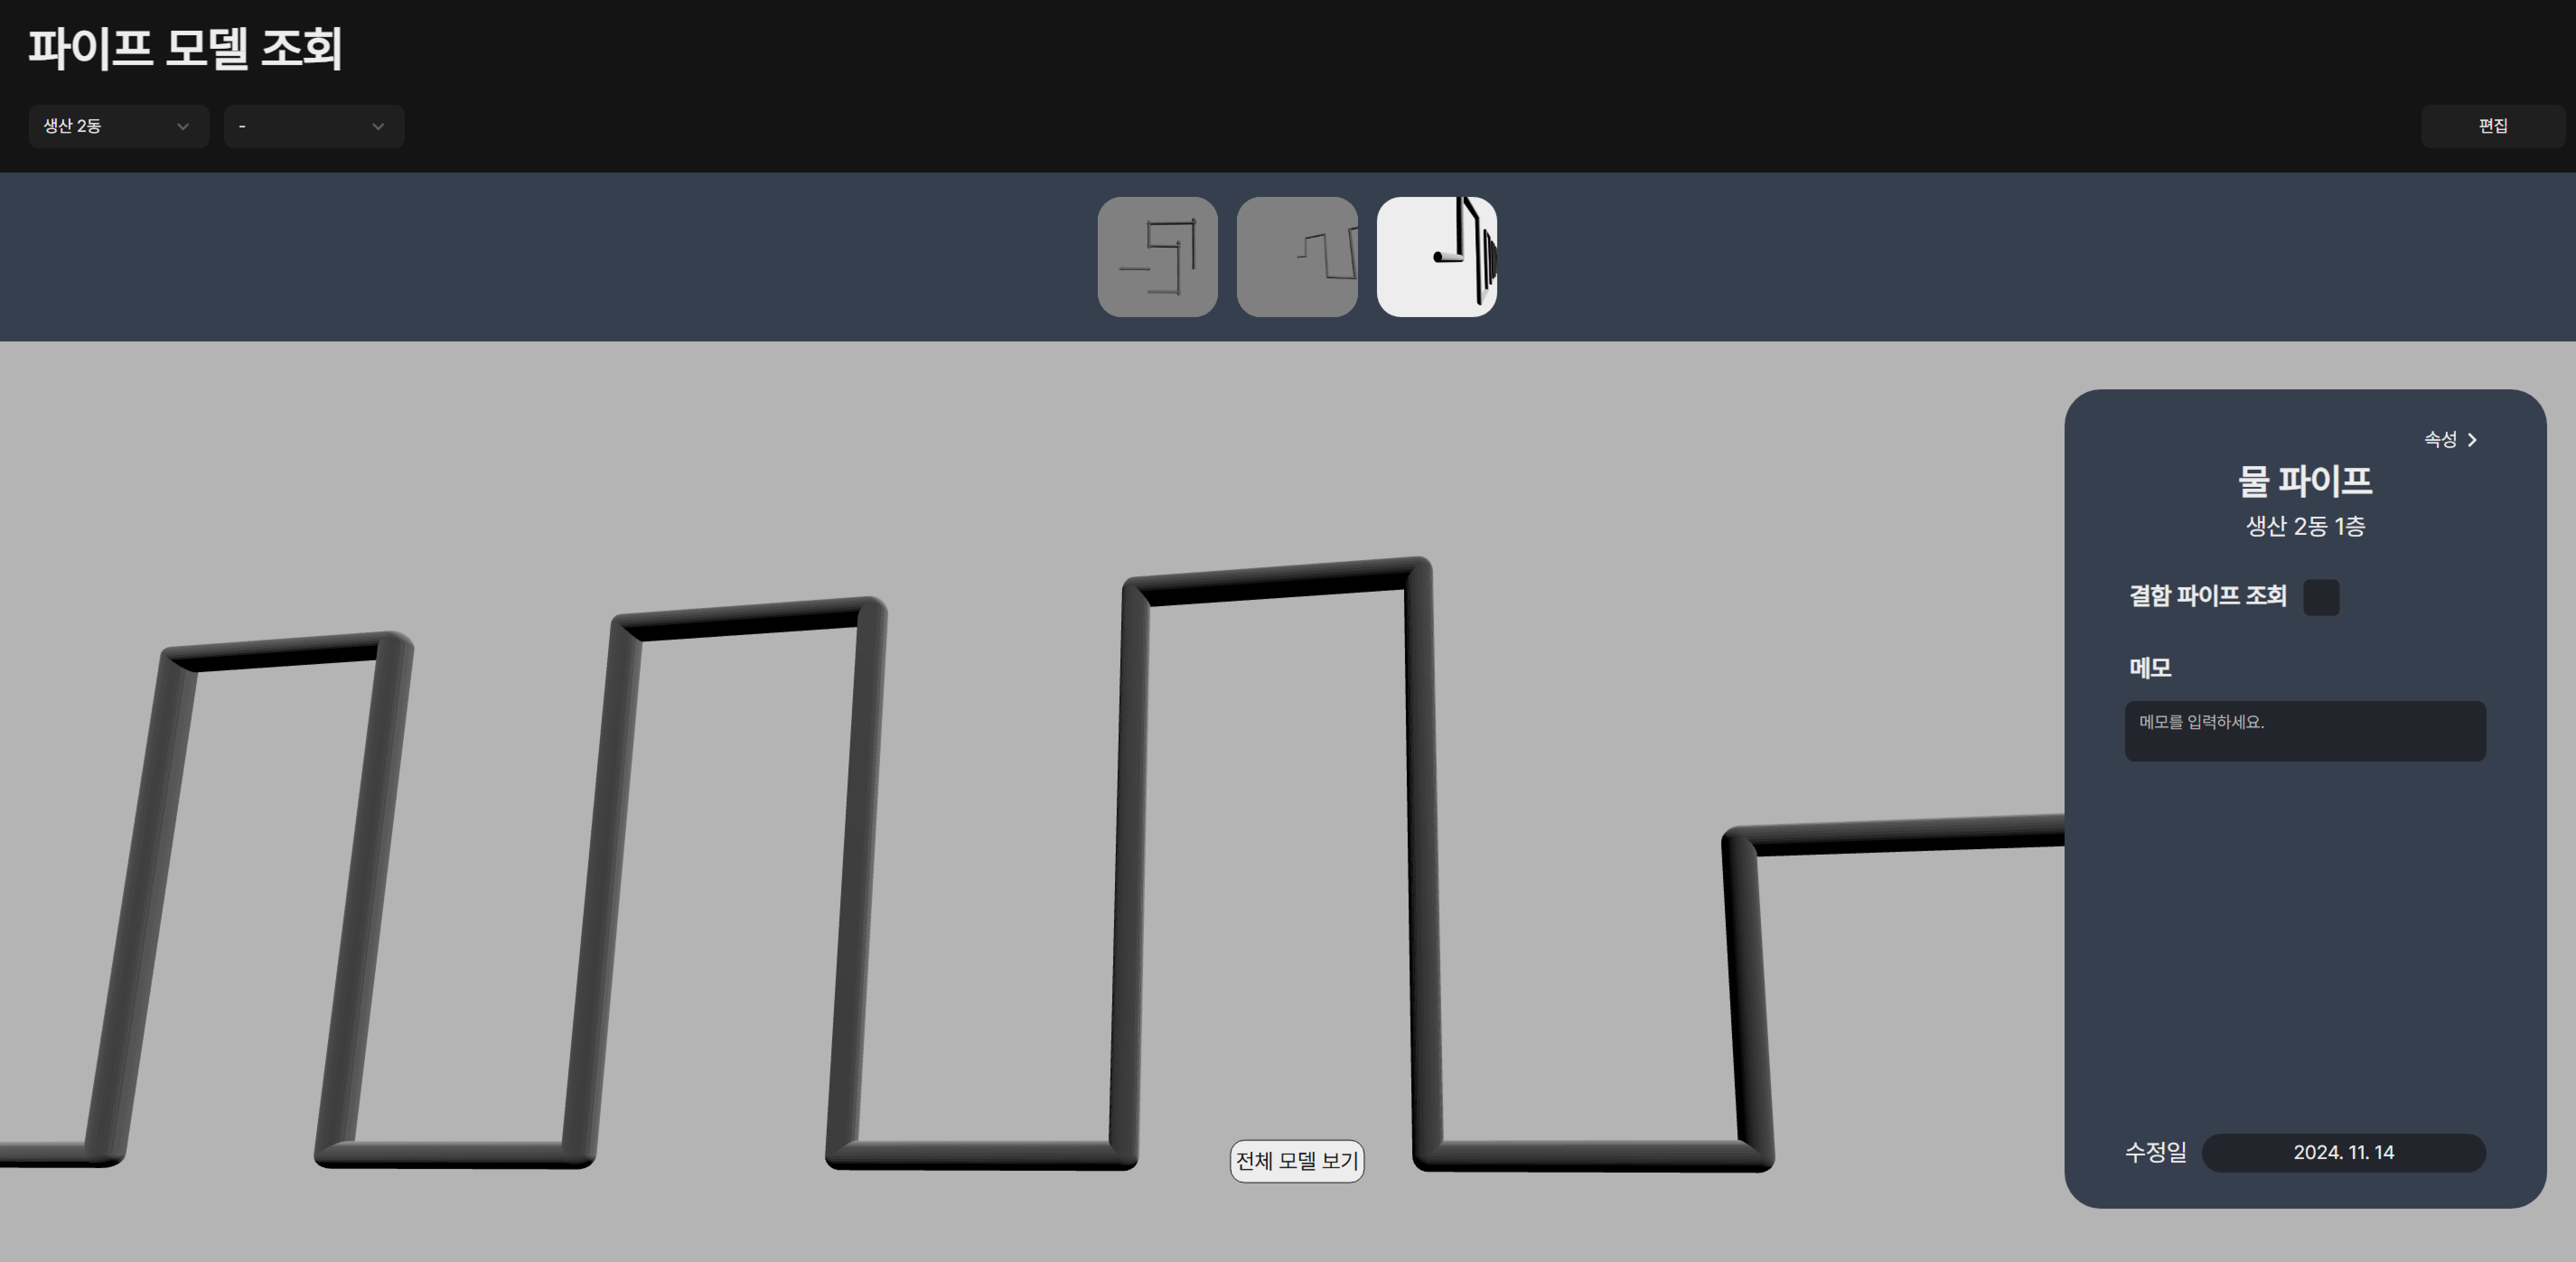 파이프 모델 조회
생산 2동
-
편집
속성
물 파이프
생산 2동 1층
결함 파이프 조회
메모
메모를 입력하세요.
전체 모델 보기
수정일
2024. 11. 14